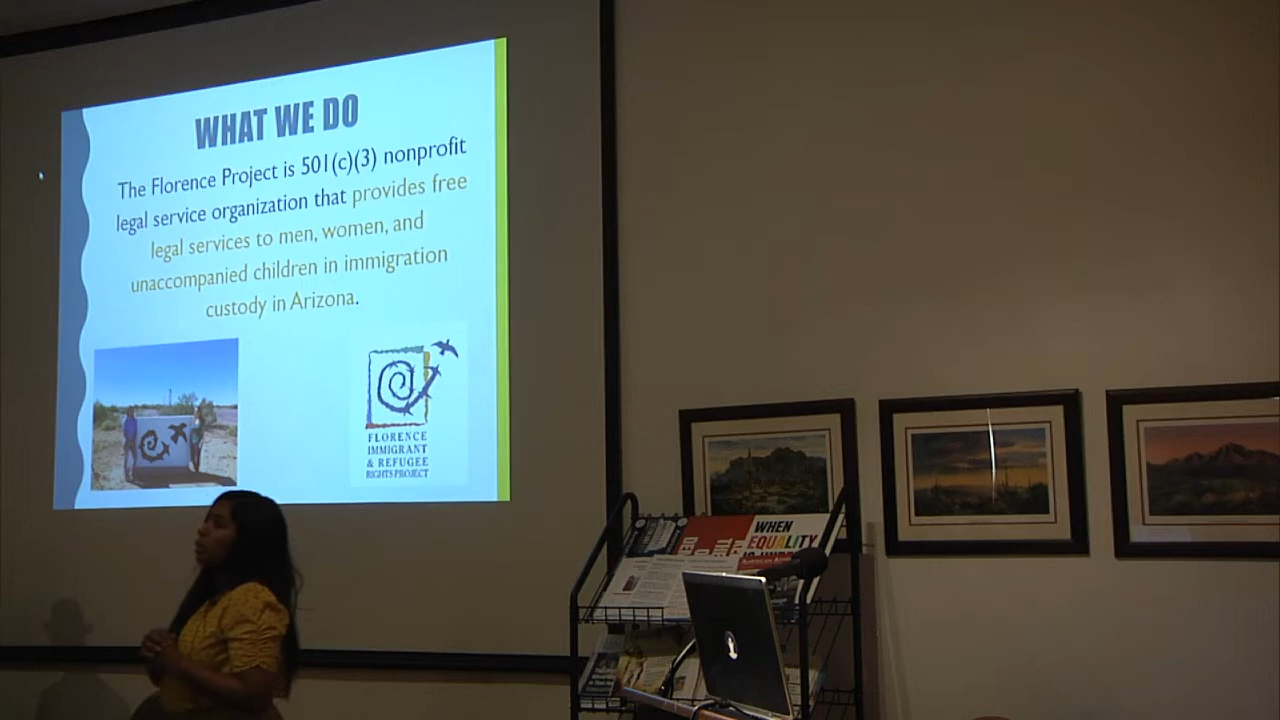 WHAT WE DO
The Florence Project is 501(c)(3) nonprofit
legal service organization that provides free
legal services to men, women, and
unaccompanied children in immigration
custody in Arizona.
FLORENCE
IMMIGRANT
& REFUGEE
RIGHTS PROJECT
WHEN
EQUALITY